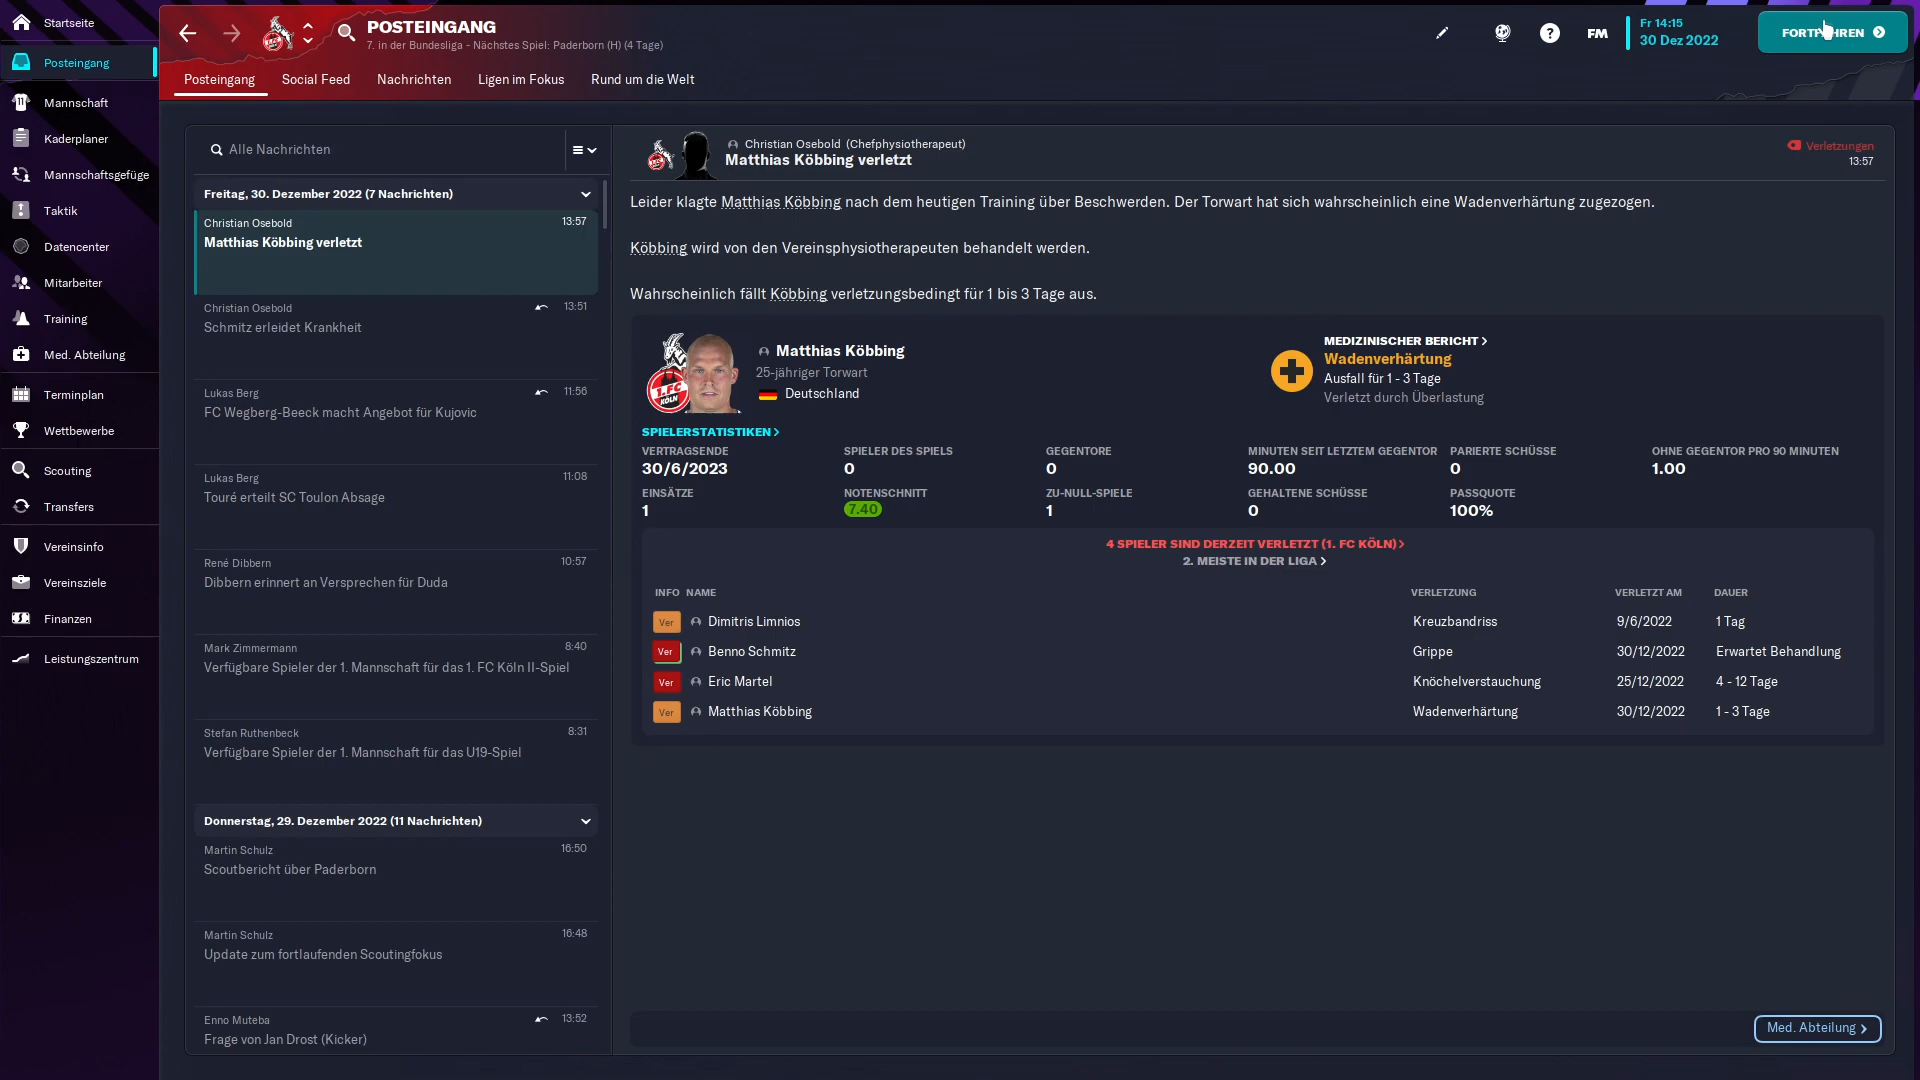 Startseite
Posteingang
Mannschaft
Kaderplaner
Mannschaftsgefüge
Taktik
Datencenter
Mitarbeiter
Training
Med. Abteilung
Terminplan
Wettbewerbe
Scouting
Transfers
Vereinsinfo
Vereinsziele
Finanzen
Leistungszentrum
POSTEINGANG
7. in der Bundesliga - Nächstes Spiel: Paderborn (H) (4 Tage)
FM
Fr 14:15
30 Dez 2022
Posteingang Social Feed Nachrichten Ligen im Fokus Rund um die Welt
Alle Nachrichten
Freitag, 30. Dezember 2022 (7 Nachrichten)
Christian Osebold 13:57
Matthias Köbbing verletzt
Christian Osebold 13:51
Schmitz erleidet Krankheit
Lukas Berg 11:56
FC Wegberg-Beeck macht Angebot für Kujovic
Lukas Berg 11:08
Touré erteilt SC Toulon Absage
René Dibbern 10:57
Dibbern erinnert an Versprechen für Duda
Mark Zimmermann 8:40
Verfügbare Spieler der 1. Mannschaft für das 1. FC Köln II-Spiel
Stefan Ruthenbeck 8:31
Verfügbare Spieler der 1. Mannschaft für das U19-Spiel
Donnerstag, 29. Dezember 2022 (11 Nachrichten)
Martin Schulz 16:50
Scoutbericht über Paderborn
Martin Schulz 16:48
Update zum fortlaufenden Scoutingfokus
Enno Muteba 13:52
Frage von Jan Drost (Kicker)
Christian Osebold (Chefphysiotherapeut)
Matthias Köbbing verletzt
Verletzungen
13:57
Leider klagte Matthias Köbbing nach dem heutigen Training über Beschwerden. Der Torwart hat sich wahrscheinlich eine Wadenverhärtung zugezogen.
Köbbing wird von den Vereinsphysiotherapeuten behandelt werden.
Wahrscheinlich fällt Köbbing verletzungsbedingt für 1 bis 3 Tage aus.
1.FC
KÖLN
Matthias Köbbing
25-jähriger Torwart
Deutschland
MEDIZINISCHER BERICHT
Wadenverhärtung
Ausfall für 1 - 3 Tage
Verletzt durch Überlastung
SPIELERSTATISTIKEN
VERTRAGSENDE SPIELER DES SPIELS GEGENTORE MINUTEN SEIT LETZTEM GEGENTOR PARIERTE SCHÜSSE OHNE GEGENTOR PRO 90 MINUTEN
30/6/2023 0 0 90.00 0 1.00
EINSÄTZE NOTENSCHNITT ZU-NULL-SPIELE GEHALTENE SCHÜSSE PASSQUOTE
1 7.40 1 0 100%
4 SPIELER SIND DERZEIT VERLETZT (1. FC KÖLN)
2. MEISTE IN DER LIGA
INFO NAME VERLETZUNG VERLETZT AM DAUER
Ver Dimitris Limnios Kreuzbandriss 9/6/2022 1 Tag
Ver Benno Schmitz Grippe 30/12/2022 Erwartet Behandlung
Ver Eric Martel Knöchelverstauchung 25/12/2022 4 - 12 Tage
Ver Matthias Köbbing Wadenverhärtung 30/12/2022 1 - 3 Tage
Med. Abteilung